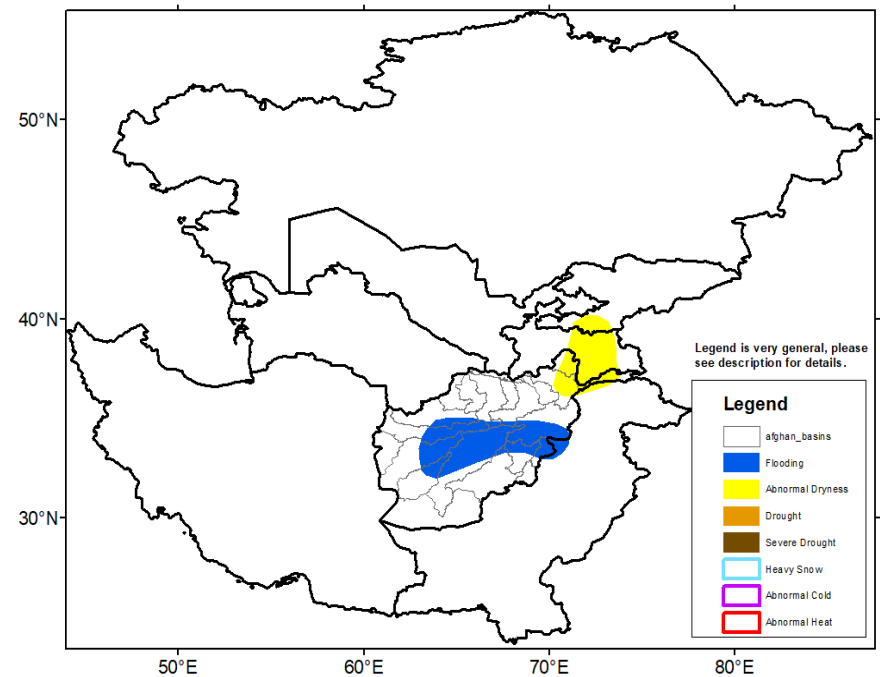 50°N
40°N
30°N
Legend is very general, please
see description for details.
Legend
afghan_basins
Flooding
Abnormal Dryness
Drought
Severe Drought
Heavy Snow
Abnormal Cold
Abnormal Heat
50°E 60°E 70°E 80°E